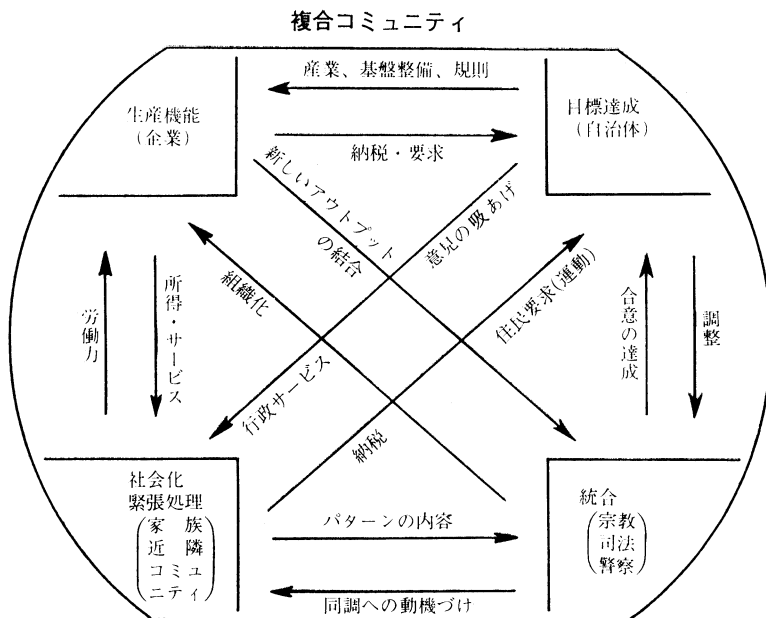 複合コミュニティ
産業、基盤整備、規則
生産機能
(企業)
目標達成
(自治体)
納税・要求
新しいアウトプット
の結合
意見の吸あげ
組織化
住民要求(運動)
労働力
所得・サービス
合意の達成
調整
行政サービス
納税
社会化
緊張処理
家族
近隣
コミュ
ニティ
パターンの内容
統合
宗教
司法
警察
同調への動機づけ